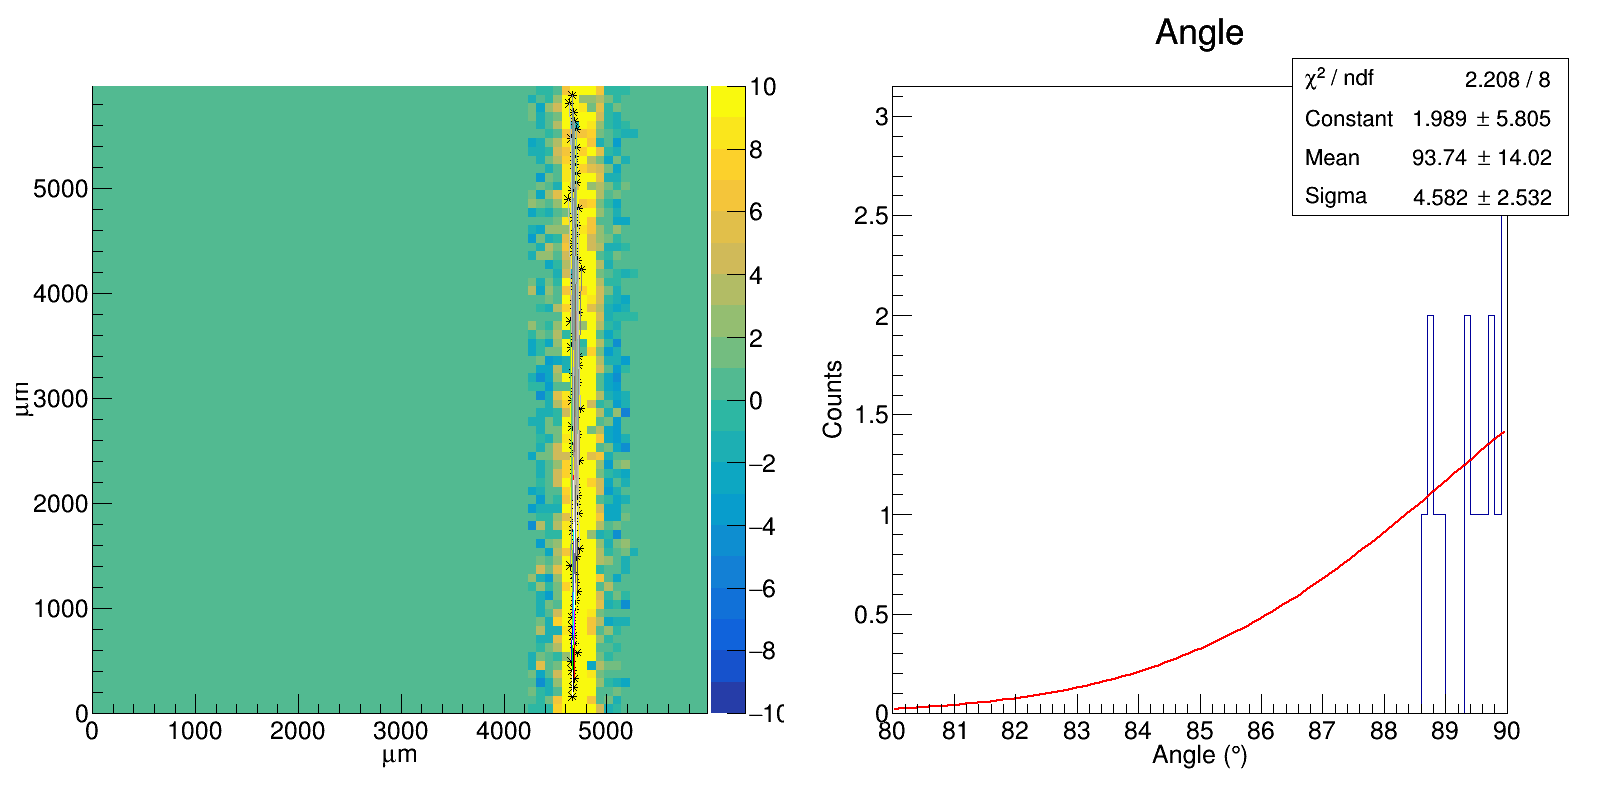 Angle
χ² / ndf 2.208 / 8
Constant 1.989 ± 5.805
Mean 93.74 ± 14.02
Sigma 4.582 ± 2.532
10
8
6
4
2
0
−2
−4
−6
−8
−10
5000
4000
3000
2000
1000
0
μm
0 1000 2000 3000 4000 5000
μm
3
2.5
2
1.5
1
0.5
0
Counts
80 81 82 83 84 85 86 87 88 89 90
Angle (°)